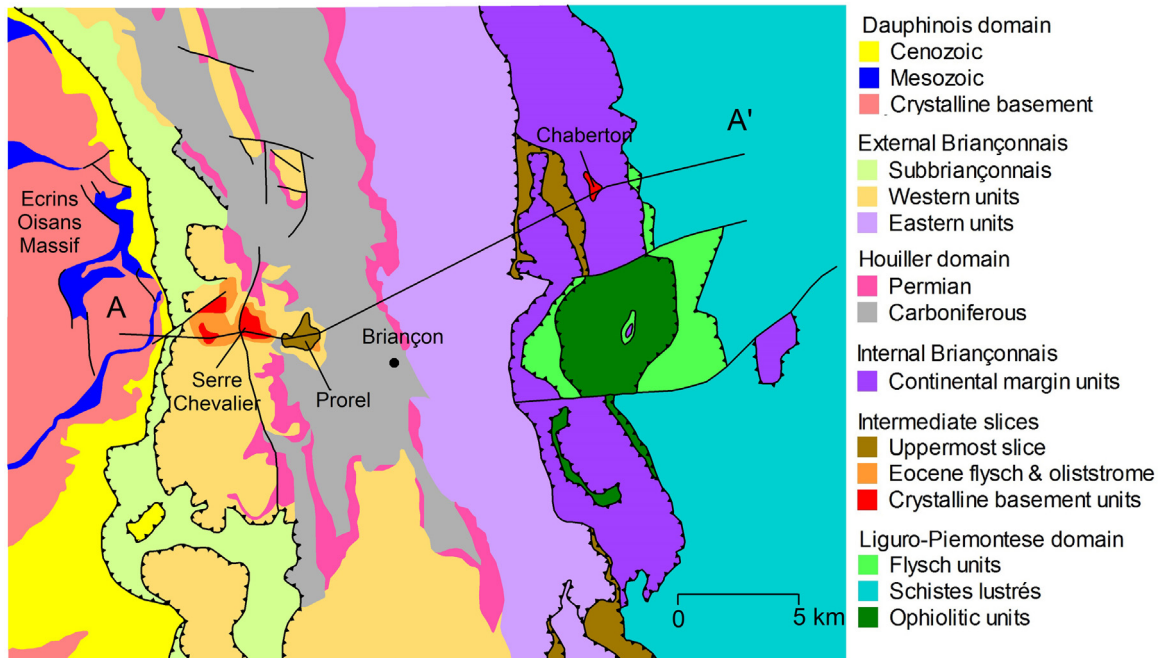 A'
Chaberton
Ecrins
Oisans
Massif
A
Briançon
Serre
Chevalier
Prorel
0 5 km
Dauphinois domain
Cenozoic
Mesozoic
Crystalline basement
External Briançonnais
Subbriançonnais
Western units
Eastern units
Houiller domain
Permian
Carboniferous
Internal Briançonnais
Continental margin units
Intermediate slices
Uppermost slice
Eocene flysch & oliststrome
Crystalline basement units
Liguro-Piemontese domain
Flysch units
Schistes lustrés
Ophiolitic units